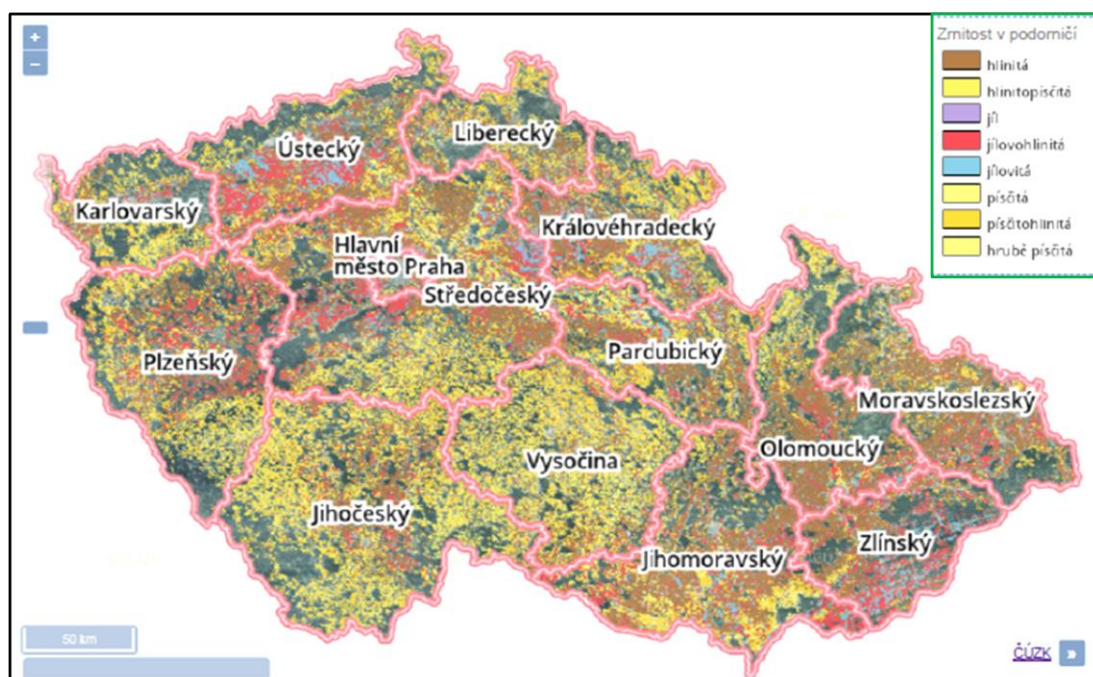 +
−
Zrnitost v podorničí
hlinitá
hlinitopísčitá
jíl
jílovohlinitá
jílovitá
písčitá
písčitohlinitá
hrubě písčitá
Liberecký
Ústecký
Karlovarský
Královéhradecký
Hlavní
město Praha
Středočeský
Plzeňský
Pardubický
Moravskoslezský
Olomoucký
Vysočina
Jihočeský
Zlínský
Jihomoravský
50 km
ČÚZK »